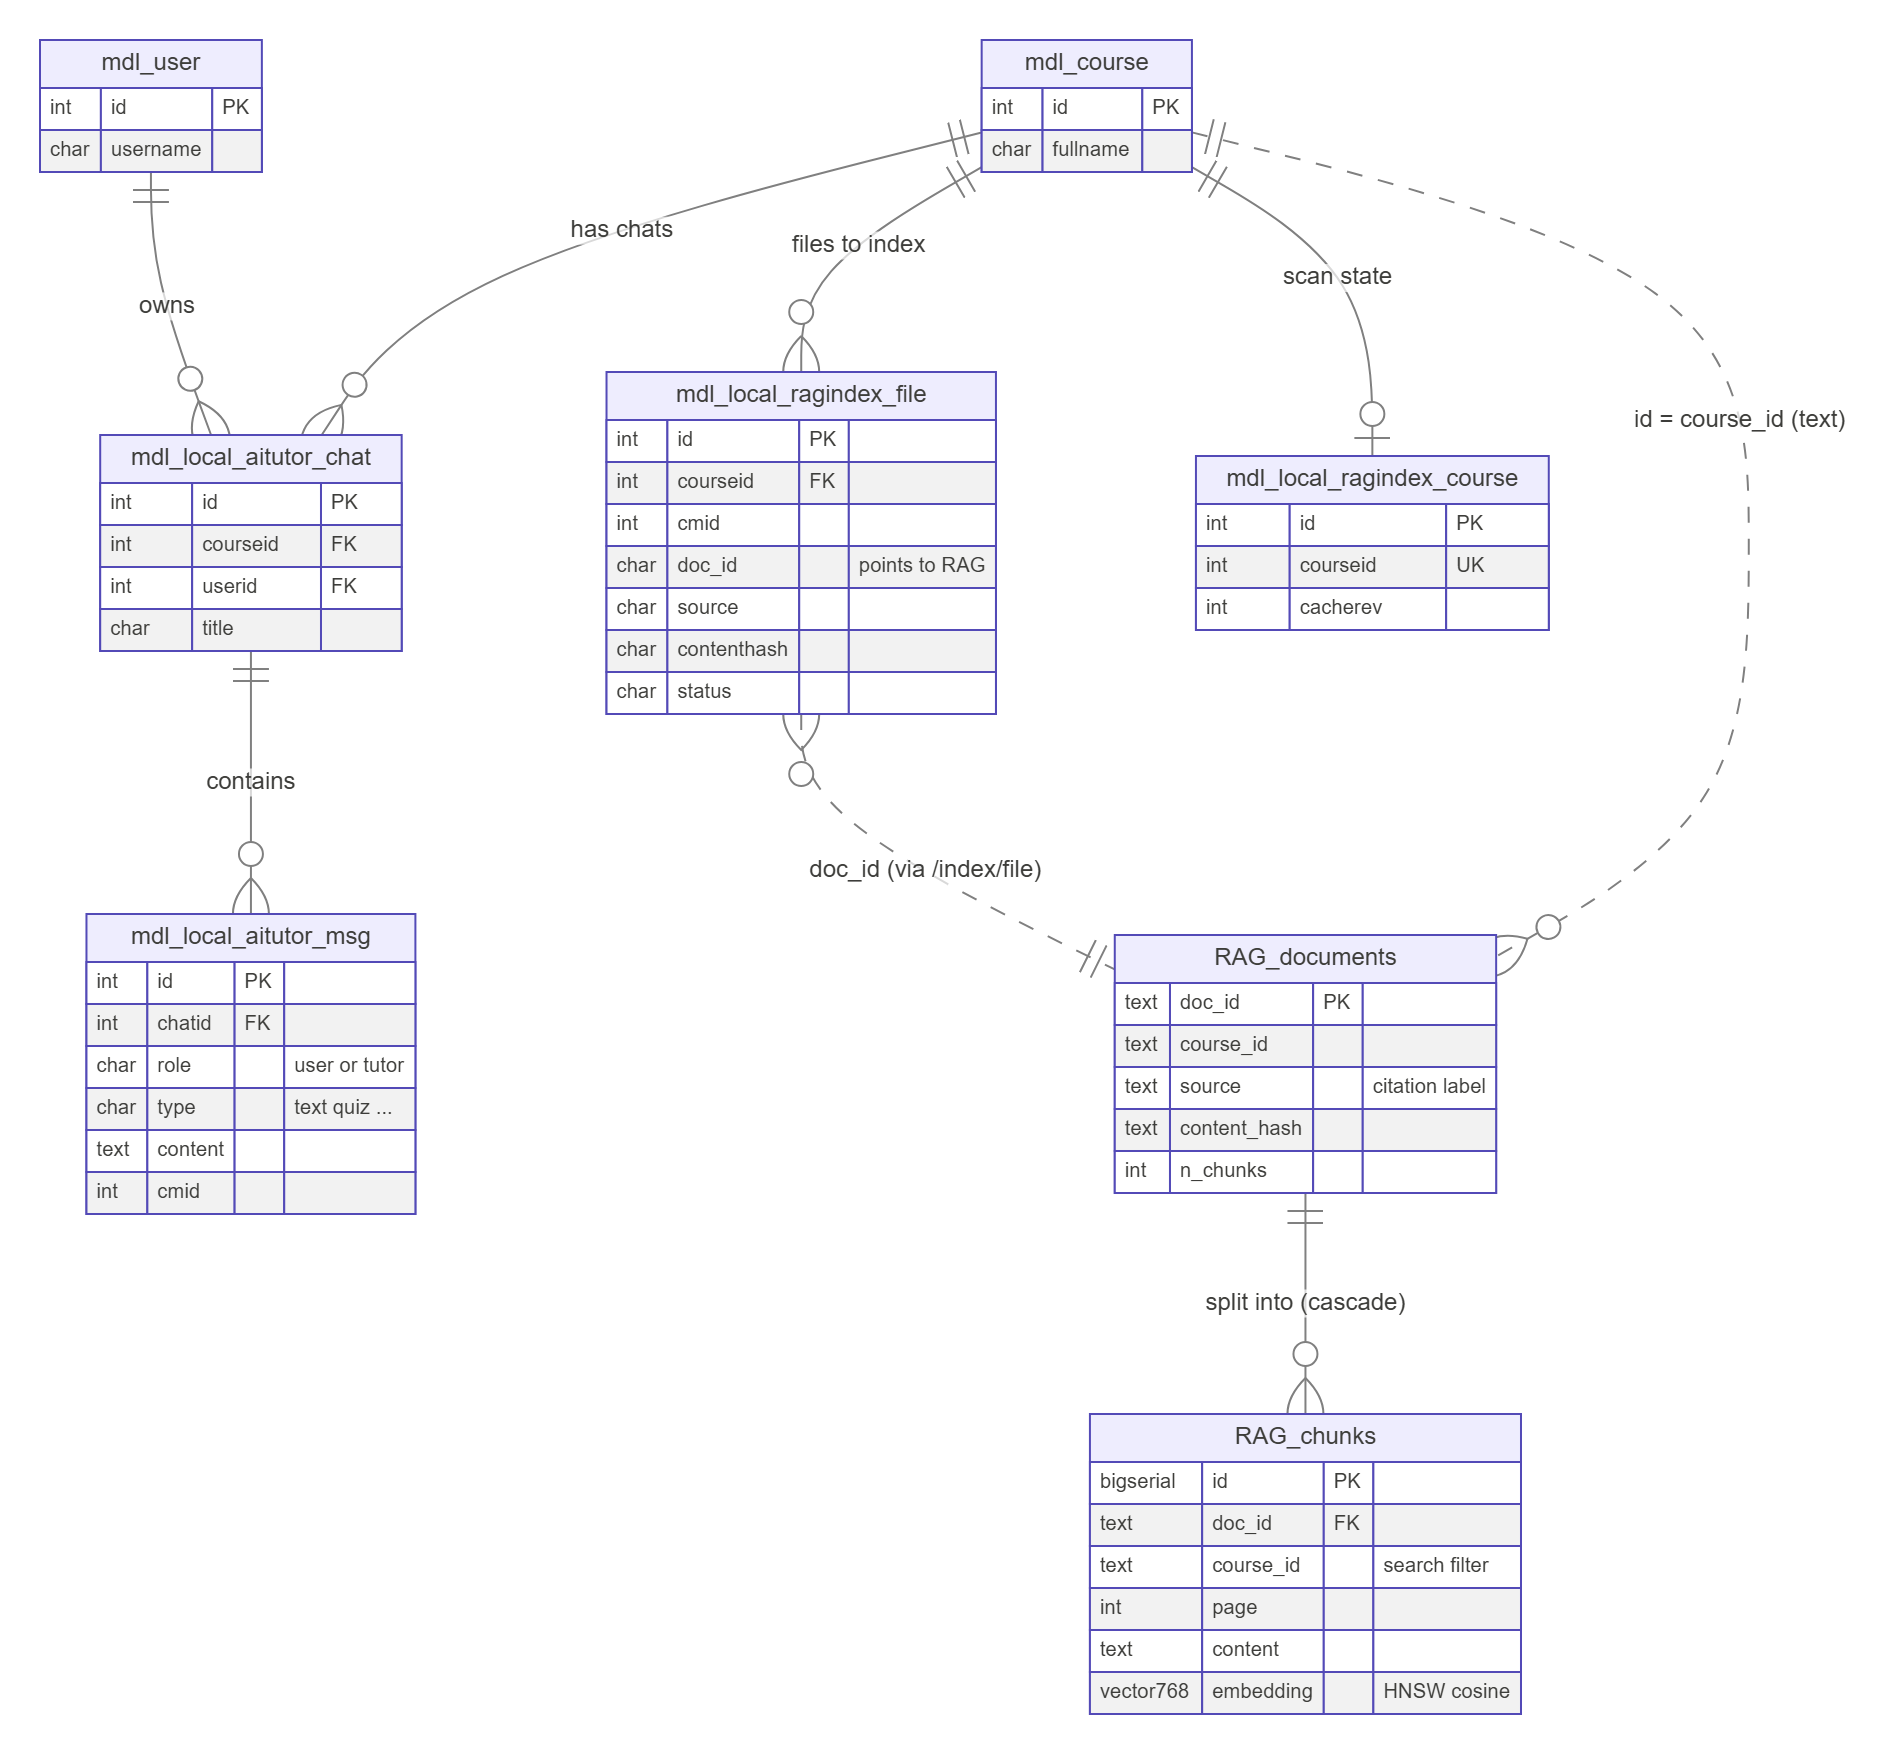 mdl_user
int id PK
char username
mdl_course
int id PK
char fullname
has chats
files to index
scan state
owns
id = course_id (text)
mdl_local_aitutor_chat
int id PK
int courseid FK
int userid FK
char title
mdl_local_ragindex_file
int id PK
int courseid FK
int cmid
char doc_id points to RAG
char source
char contenthash
char status
mdl_local_ragindex_course
int id PK
int courseid UK
int cacherev
contains
doc_id (via /index/file)
mdl_local_aitutor_msg
int id PK
int chatid FK
char role user or tutor
char type text quiz ...
text content
int cmid
RAG_documents
text doc_id PK
text course_id
text source citation label
text content_hash
int n_chunks
split into (cascade)
RAG_chunks
bigserial id PK
text doc_id FK
text course_id search filter
int page
text content
vector768 embedding HNSW cosine